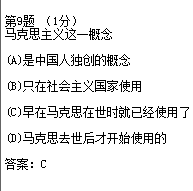 第9题 （1分）
马克思主义这一概念
(A)是中国人独创的概念
(B)只在社会主义国家使用
(C)早在马克思在世时就已经使用了
(D)马克思去世后才开始使用的
答案：C